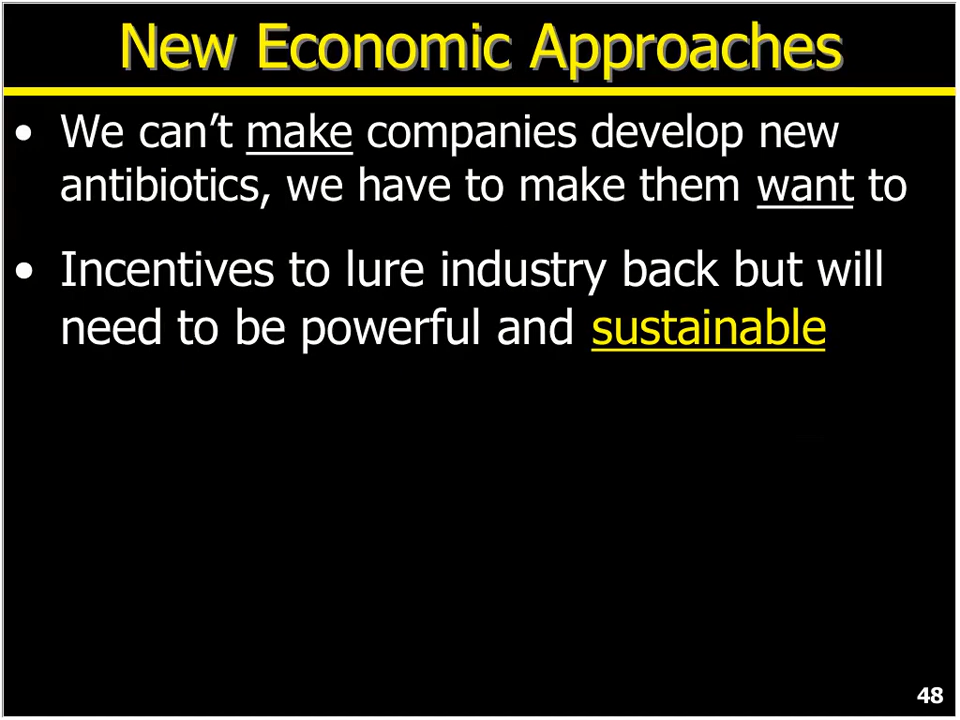 New Economic Approaches
• We can’t make companies develop new
antibiotics, we have to make them want to
• Incentives to lure industry back but will
need to be powerful and sustainable
48